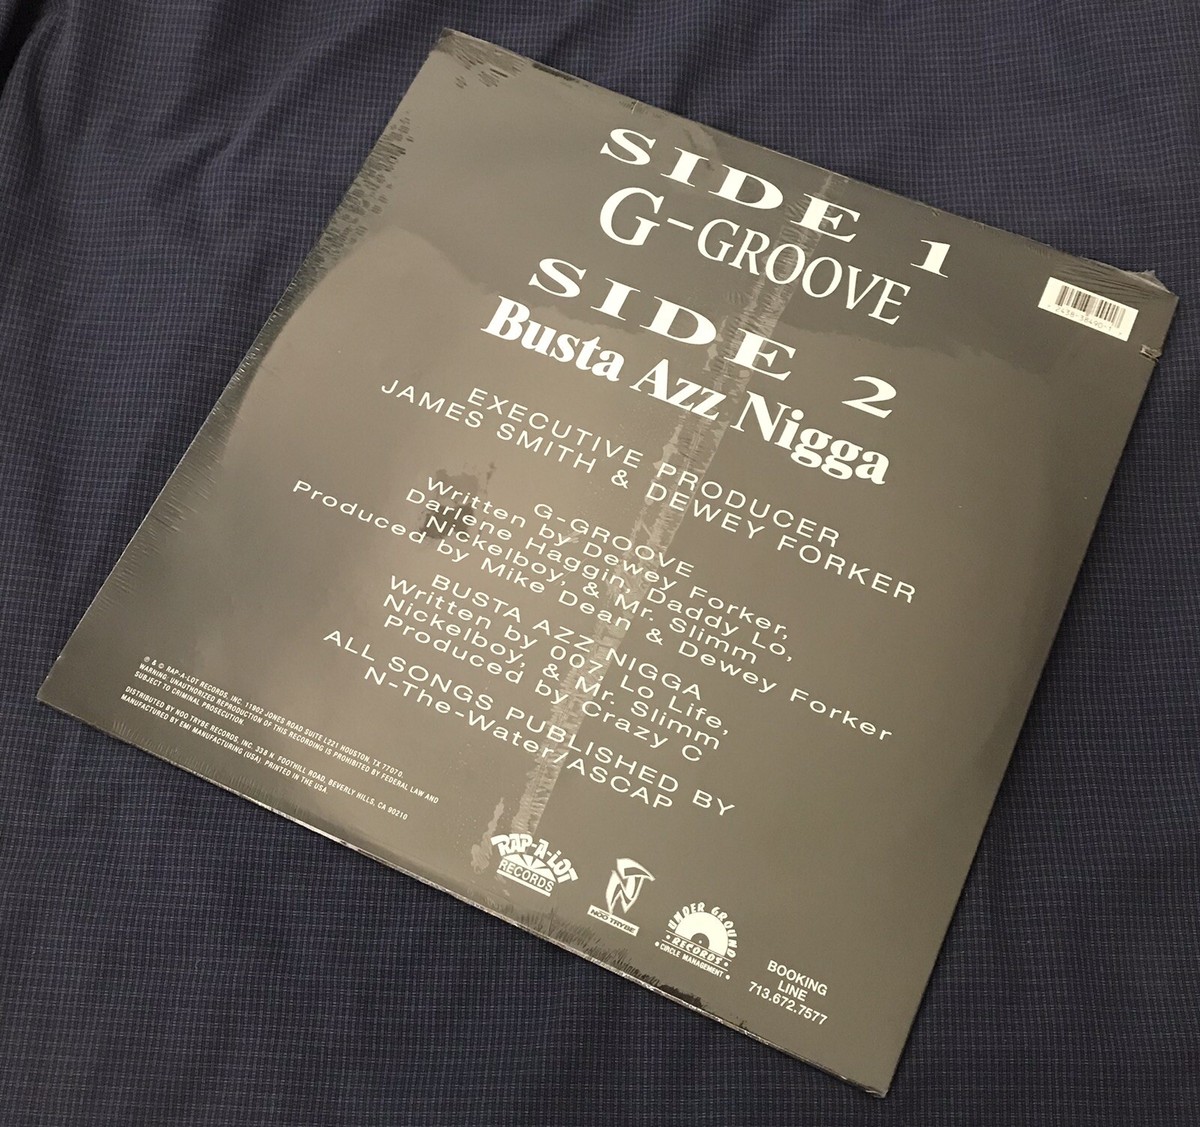 SIDE 1
G-GROOVE
SIDE 2
Busta Azz Nigga
EXECUTIVE PRODUCER
JAMES SMITH & DEWEY FORKER
G-GROOVE
Written by Dewey Forker,
Darlene Haggin, Daddy Lo,
Nickelboy, & Mr. Slimm
Produced by Mike Dean & Dewey Forker
BUSTA AZZ NIGGA
Written by 007 Lo Life,
Nickelboy, & Mr. Slimm
Produced by Crazy C
ALL SONGS PUBLISHED BY
N-The-Water/ASCAP
℗ & © RAP-A-LOT RECORDS, INC. 11902 JONES ROAD SUITE L221 HOUSTON, TX 77070.
WARNING: UNAUTHORIZED REPRODUCTION OF THIS RECORDING IS PROHIBITED BY FEDERAL LAW AND
SUBJECT TO CRIMINAL PROSECUTION.
DISTRIBUTED BY NOO TRYBE RECORDS, INC. 338 N. FOOTHILL ROAD, BEVERLY HILLS, CA 90210
MANUFACTURED BY EMI MANUFACTURING (USA). PRINTED IN THE USA
RAP-A-LOT
RECORDS
NOO TRYBE
UNDER GROUND
RECORDS
CIRCLE MANAGEMENT
BOOKING
LINE
713.672.7577